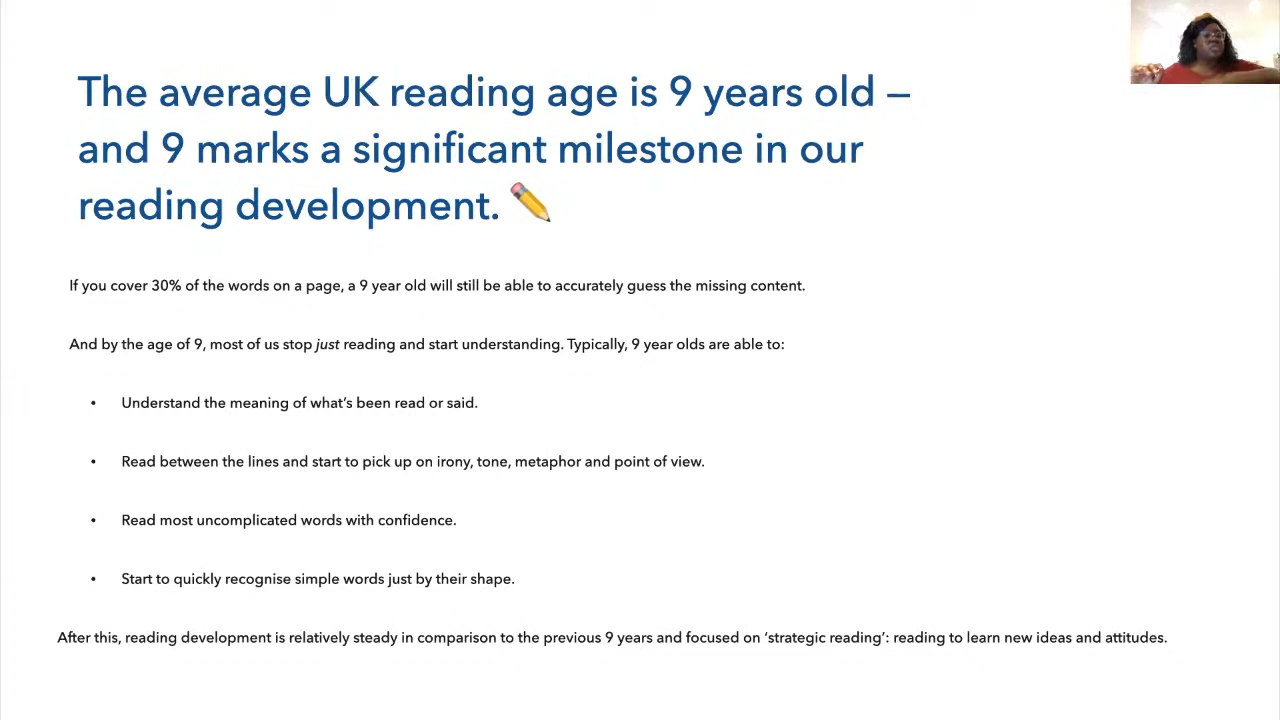 The average UK reading age is 9 years old –
and 9 marks a significant milestone in our
reading development. ✏️
If you cover 30% of the words on a page, a 9 year old will still be able to accurately guess the missing content.
And by the age of 9, most of us stop just reading and start understanding. Typically, 9 year olds are able to:
• Understand the meaning of what’s been read or said.
• Read between the lines and start to pick up on irony, tone, metaphor and point of view.
• Read most uncomplicated words with confidence.
• Start to quickly recognise simple words just by their shape.
After this, reading development is relatively steady in comparison to the previous 9 years and focused on ‘strategic reading’: reading to learn new ideas and attitudes.